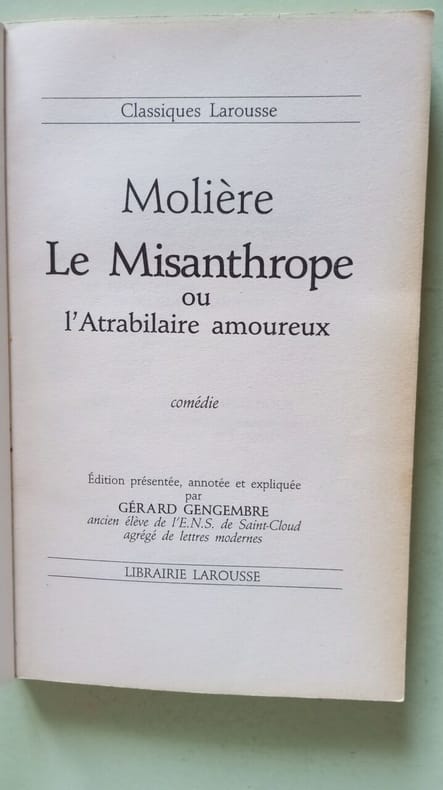 Classiques Larousse
Molière
Le Misanthrope
ou
l'Atrabilaire amoureux
comédie
Édition présentée, annotée et expliquée
par
GÉRARD GENGEMBRE
ancien élève de l'E.N.S. de Saint-Cloud
agrégé de lettres modernes
LIBRAIRIE LAROUSSE